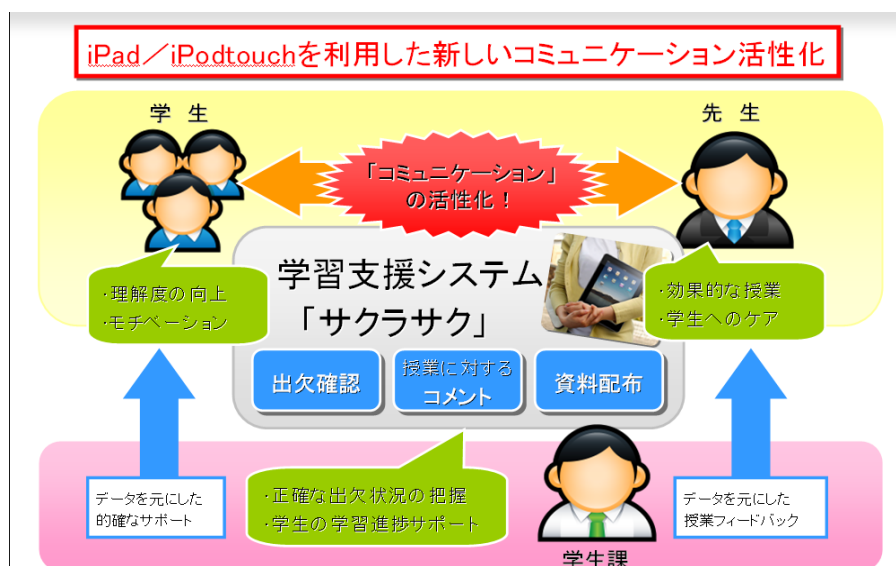 iPad／iPodtouchを利用した新しいコミュニケーション活性化
学 生
先 生
「コミュニケーション」
の活性化！
学習支援システム
「サクラサク」
・理解度の向上
・モチベーション
・効果的な授業
・学生へのケア
出欠確認
授業に対する
コメント
資料配布
データを元にした
的確なサポート
・正確な出欠状況の把握
・学生の学習進捗サポート
データを元にした
授業フィードバック
学生課